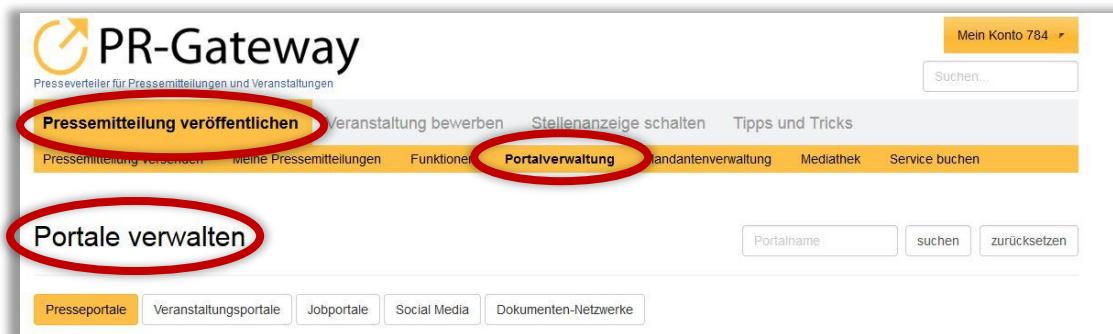 PR-Gateway
Mein Konto 784
Presseverteiler für Pressemitteilungen und Veranstaltungen
Suchen...
Pressemitteilung veröffentlichen Veranstaltung bewerben Stellenanzeige schalten Tipps und Tricks
Pressemitteilung versenden Meine Pressemitteilungen Funktionen Portalverwaltung Mandantenverwaltung Mediathek Service buchen
Portale verwalten Portalname suchen zurücksetzen
Presseportale Veranstaltungsportale Jobportale Social Media Dokumenten-Netzwerke